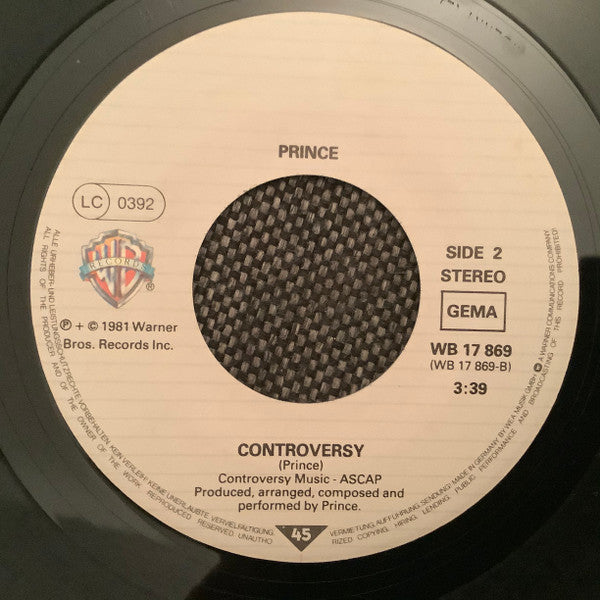 PRINCE
LC 0392
SIDE 2
STEREO
GEMA
WB 17 869
(WB 17 869-B)
3:39
WB
RECORDS
®
℗ + © 1981 Warner
Bros. Records Inc.
CONTROVERSY
(Prince)
Controversy Music - ASCAP
Produced, arranged, composed and
performed by Prince.
45
ALLE URHEBER- UND LEISTUNGSSCHUTZRECHTE VORBEHALTEN. KEIN VERLEIH! KEINE UNERLAUBTE VERVIELFÄLTIGUNG, VERMIETUNG, AUFFÜHRUNG, SENDUNG! MADE IN GERMANY BY WEA MUSIK GMBH Ⓦ A WARNER COMMUNICATIONS COMPANY
ALL RIGHTS OF THE PRODUCER AND OF THE OWNER OF THE WORK REPRODUCED RESERVED. UNAUTHORIZED COPYING, HIRING, LENDING, PUBLIC PERFORMANCE AND BROADCASTING OF THIS RECORD PROHIBITED!